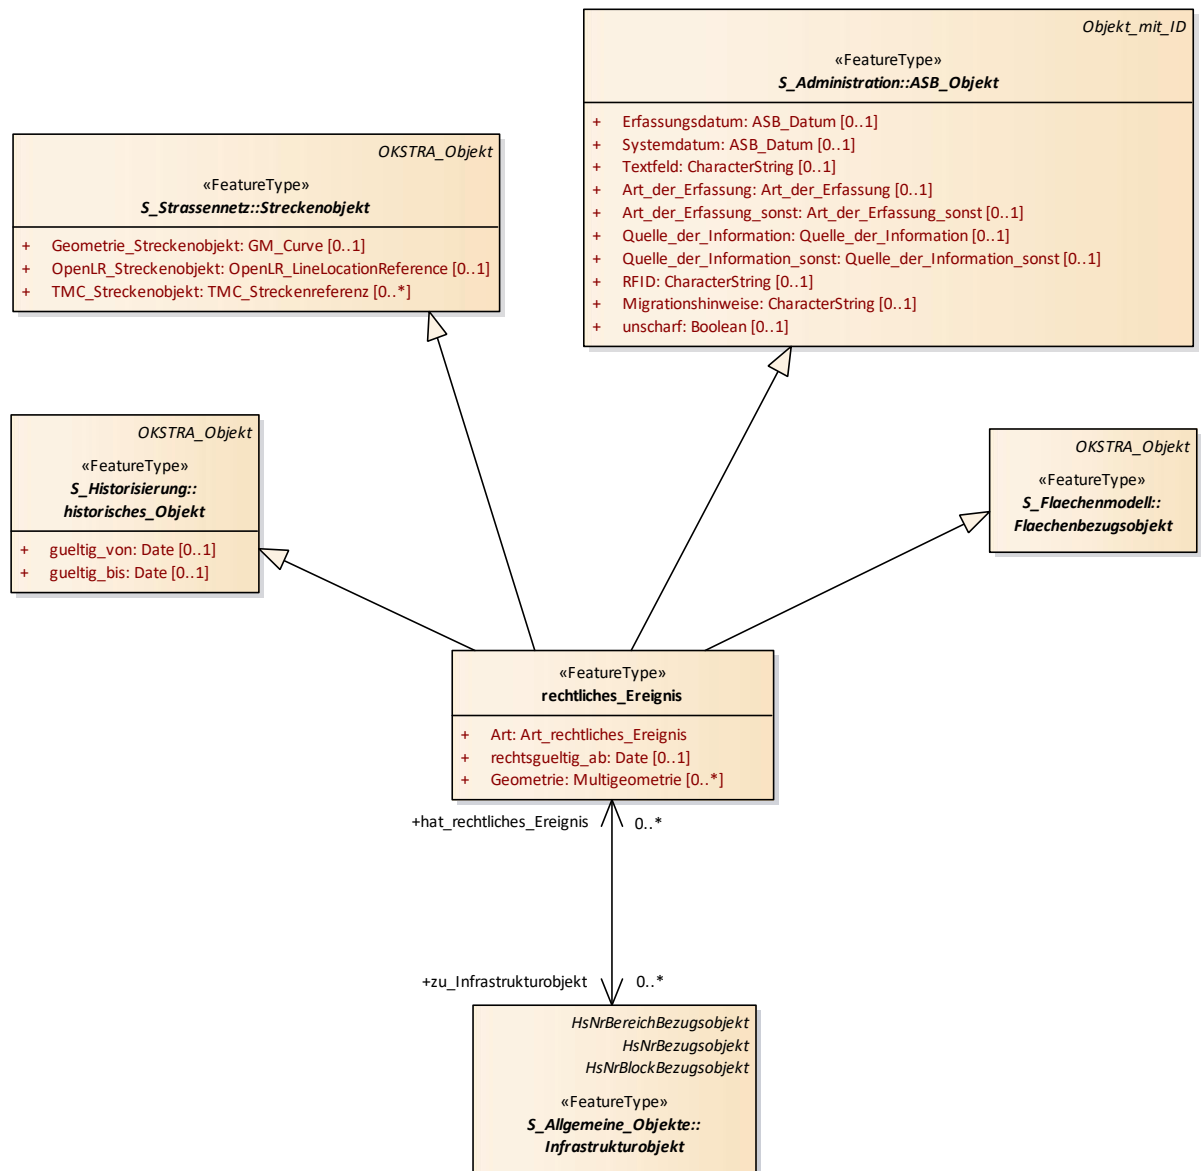 Objekt_mit_ID
«FeatureType»
S_Administration::ASB_Objekt
+ Erfassungsdatum: ASB_Datum [0..1]
+ Systemdatum: ASB_Datum [0..1]
+ Textfeld: CharacterString [0..1]
+ Art_der_Erfassung: Art_der_Erfassung [0..1]
+ Art_der_Erfassung_sonst: Art_der_Erfassung_sonst [0..1]
+ Quelle_der_Information: Quelle_der_Information [0..1]
+ Quelle_der_Information_sonst: Quelle_der_Information_sonst [0..1]
+ RFID: CharacterString [0..1]
+ Migrationshinweise: CharacterString [0..1]
+ unscharf: Boolean [0..1]
OKSTRA_Objekt
«FeatureType»
S_Strassennetz::Streckenobjekt
+ Geometrie_Streckenobjekt: GM_Curve [0..1]
+ OpenLR_Streckenobjekt: OpenLR_LineLocationReference [0..1]
+ TMC_Streckenobjekt: TMC_Streckenreferenz [0..*]
OKSTRA_Objekt
«FeatureType»
S_Historisierung::
historisches_Objekt
+ gueltig_von: Date [0..1]
+ gueltig_bis: Date [0..1]
OKSTRA_Objekt
«FeatureType»
S_Flaechenmodell::
Flaechenbezugsobjekt
«FeatureType»
rechtliches_Ereignis
+ Art: Art_rechtliches_Ereignis
+ rechtsgueltig_ab: Date [0..1]
+ Geometrie: Multigeometrie [0..*]
+hat_rechtliches_Ereignis 0..*
+zu_Infrastrukturobjekt 0..*
HsNrBereichBezugsobjekt
HsNrBezugsobjekt
HsNrBlockBezugsobjekt
«FeatureType»
S_Allgemeine_Objekte::
Infrastrukturobjekt